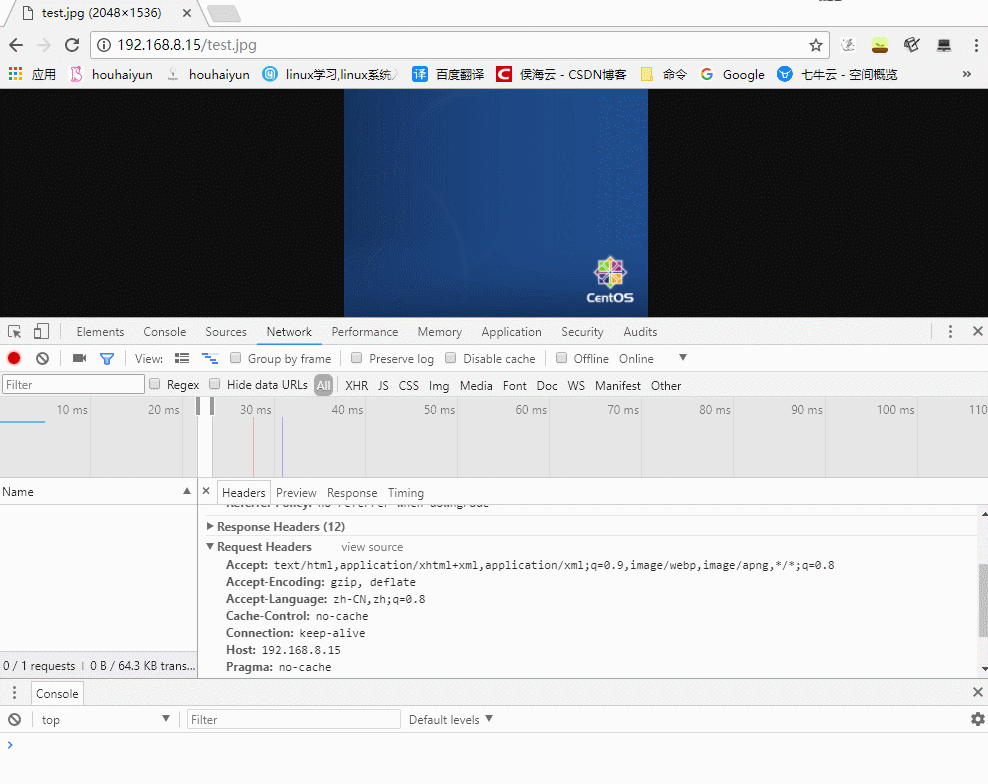 test.jpg (2048×1536)
192.168.8.15/test.jpg
应用 houhaiyun houhaiyun linux学习,linux系统 百度翻译 侯海云 - CSDN博客 命令 Google 七牛云 - 空间概览 »
CentOS
Elements Console Sources Network Performance Memory Application Security Audits
View: Group by frame Preserve log Disable cache Offline Online
Filter Regex Hide data URLs All XHR JS CSS Img Media Font Doc WS Manifest Other
10 ms 20 ms 30 ms 40 ms 50 ms 60 ms 70 ms 80 ms 90 ms 100 ms 110
Name Headers Preview Response Timing
Referrer Policy: no-referrer-when-downgrade
Response Headers (12)
Request Headers view source
Accept: text/html,application/xhtml+xml,application/xml;q=0.9,image/webp,image/apng,*/*;q=0.8
Accept-Encoding: gzip, deflate
Accept-Language: zh-CN,zh;q=0.8
Cache-Control: no-cache
Connection: keep-alive
Host: 192.168.8.15
Pragma: no-cache
0 / 1 requests | 0 B / 64.3 KB trans...
Console
top Filter Default levels